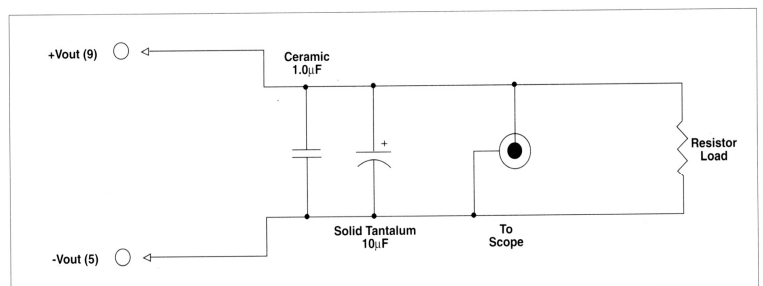 +Vout (9)
Ceramic
1.0µF
+
Resistor
Load
Solid Tantalum
10µF
To
Scope
-Vout (5)